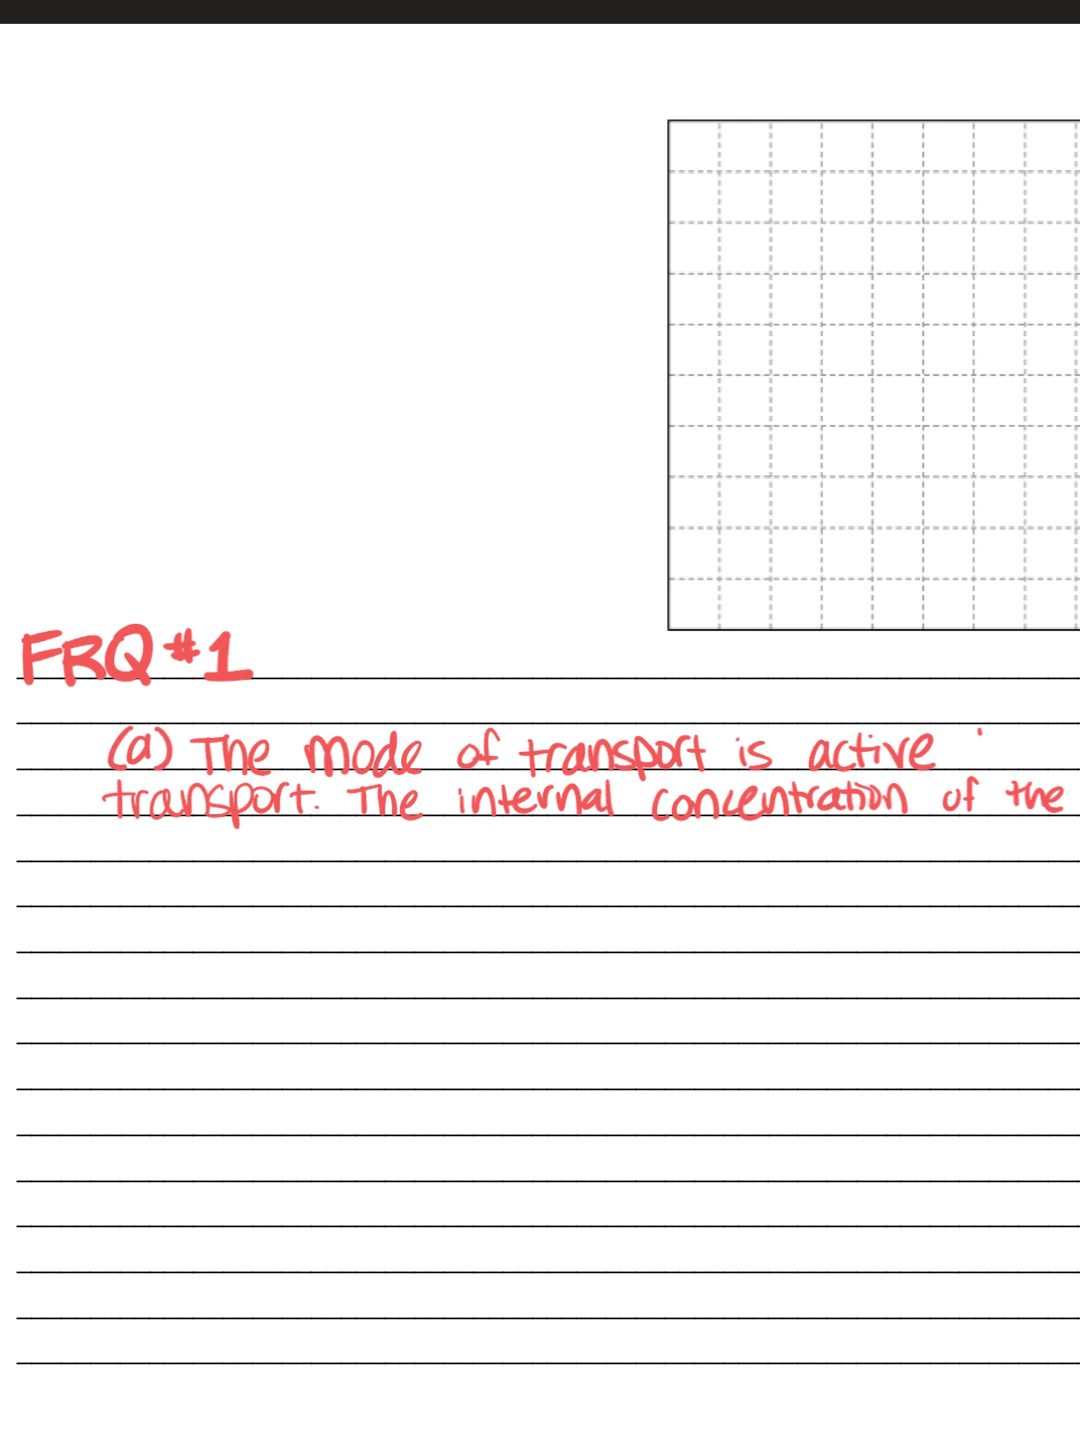 FRQ #1
(a) The mode of transport is active
transport. The internal concentration of the